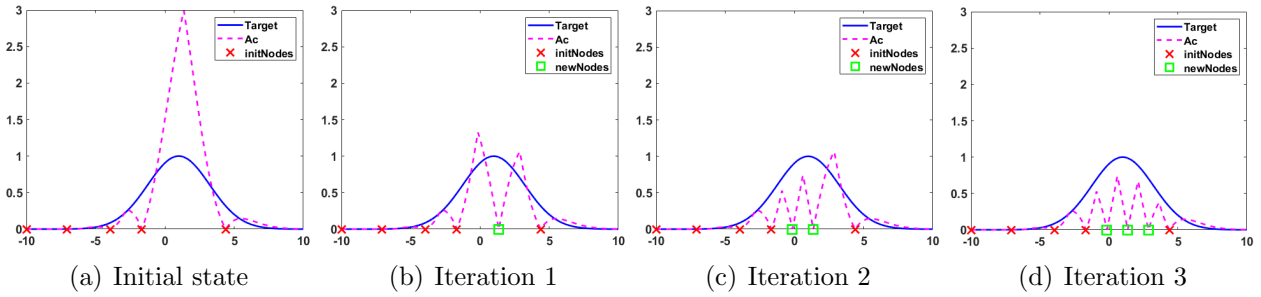 3
2.5
2
1.5
1
0.5
0
-10 -5 0 5 10
Target
Ac
initNodes
(a) Initial state
3
2.5
2
1.5
1
0.5
0
-10 -5 0 5 10
Target
Ac
initNodes
newNodes
(b) Iteration 1
3
2.5
2
1.5
1
0.5
0
-10 -5 0 5 10
Target
Ac
initNodes
newNodes
(c) Iteration 2
3
2.5
2
1.5
1
0.5
0
-10 -5 0 5 10
Target
Ac
initNodes
newNodes
(d) Iteration 3